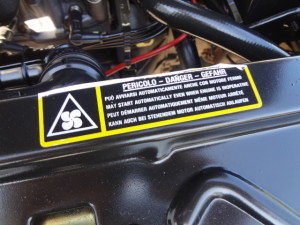 PERICOLO - DANGER - GEFAHR
PUÒ AVVIARSI AUTOMATICAMENTE ANCHE CON MOTORE FERMO
MAY START AUTOMATICALLY EVEN WHEN ENGINE IS INOPERATIVE
PEUT DÉMARRER AUTOMATIQUEMENT MÊME MOTEUR ARRÊTÉ
KANN AUCH BEI STEHENDEM MOTOR AUTOMATISCH ANLAUFEN